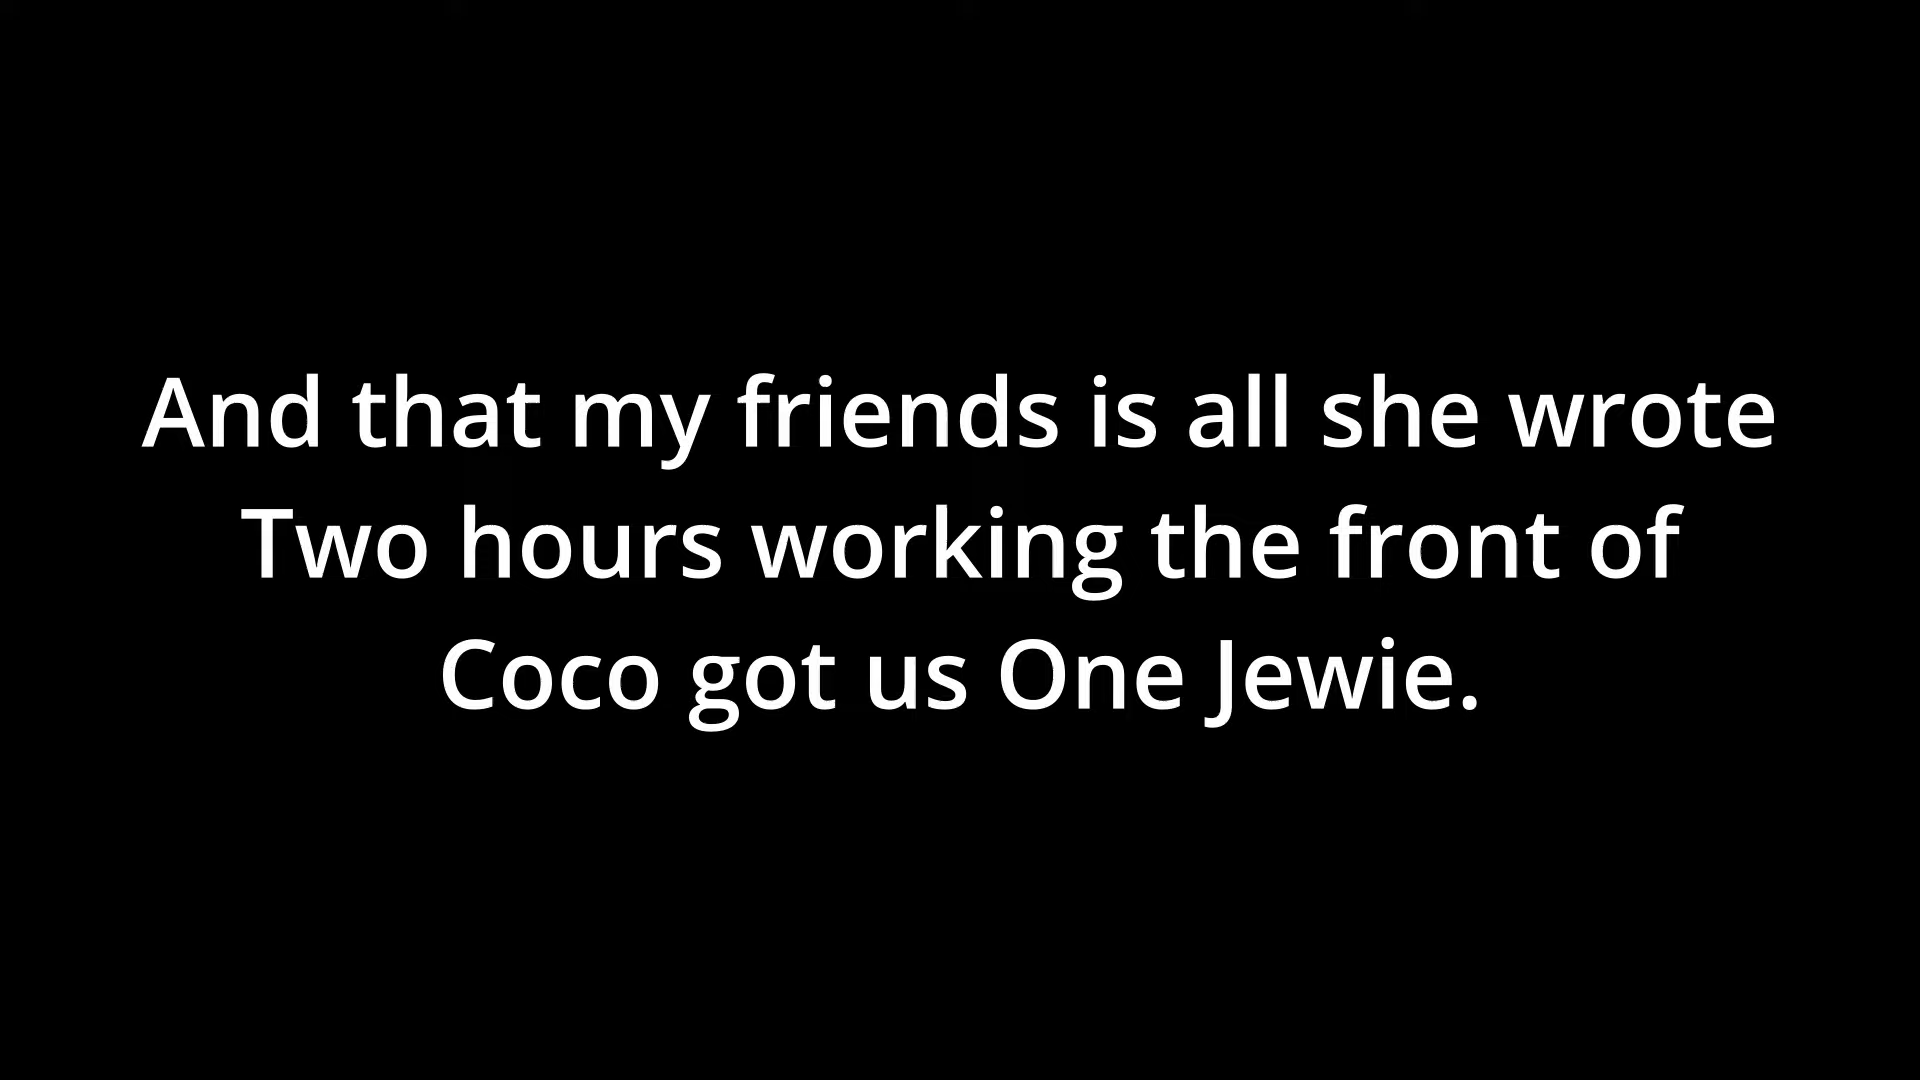 And that my friends is all she wrote
Two hours working the front of
Coco got us One Jewie.